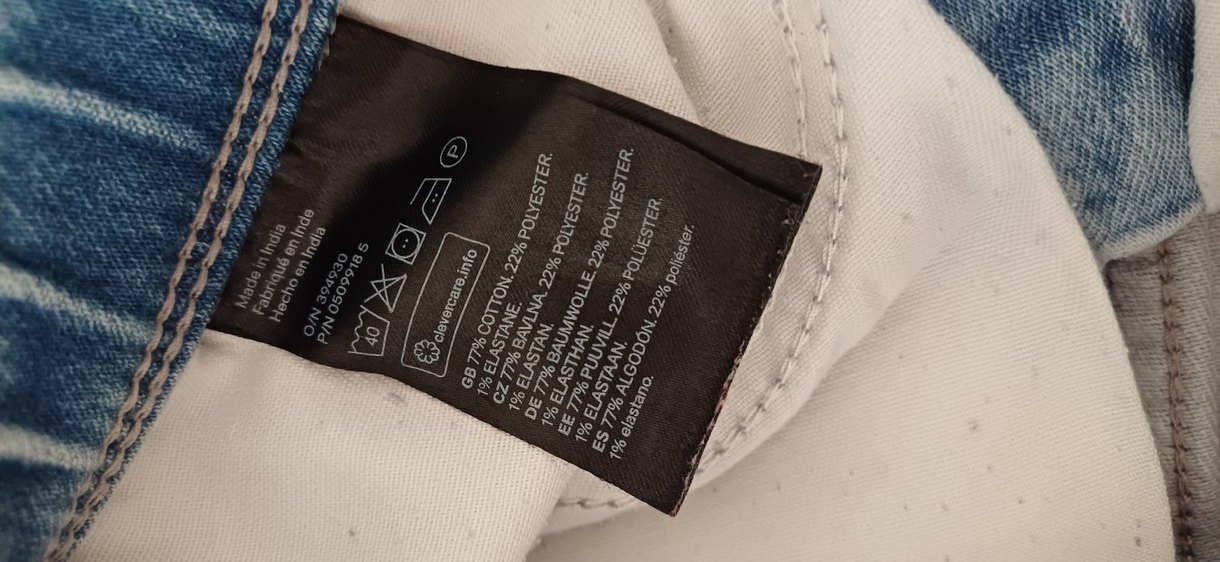 Made in India
Fabriqué en Inde
Hecho en India
O/N 394930
P/N 0509918 5
40
P
clevercare.info
GB 77% COTTON. 22% POLYESTER.
1% ELASTANE.
CZ 77% BAVLNA. 22% POLYESTER.
1% ELASTAN.
DE 77% BAUMWOLLE. 22% POLYESTER.
1% ELASTHAN.
EE 77% PUUVILL. 22% POLÜESTER.
1% ELASTAAN.
ES 77% ALGODÓN. 22% poliéster.
1% elastano.